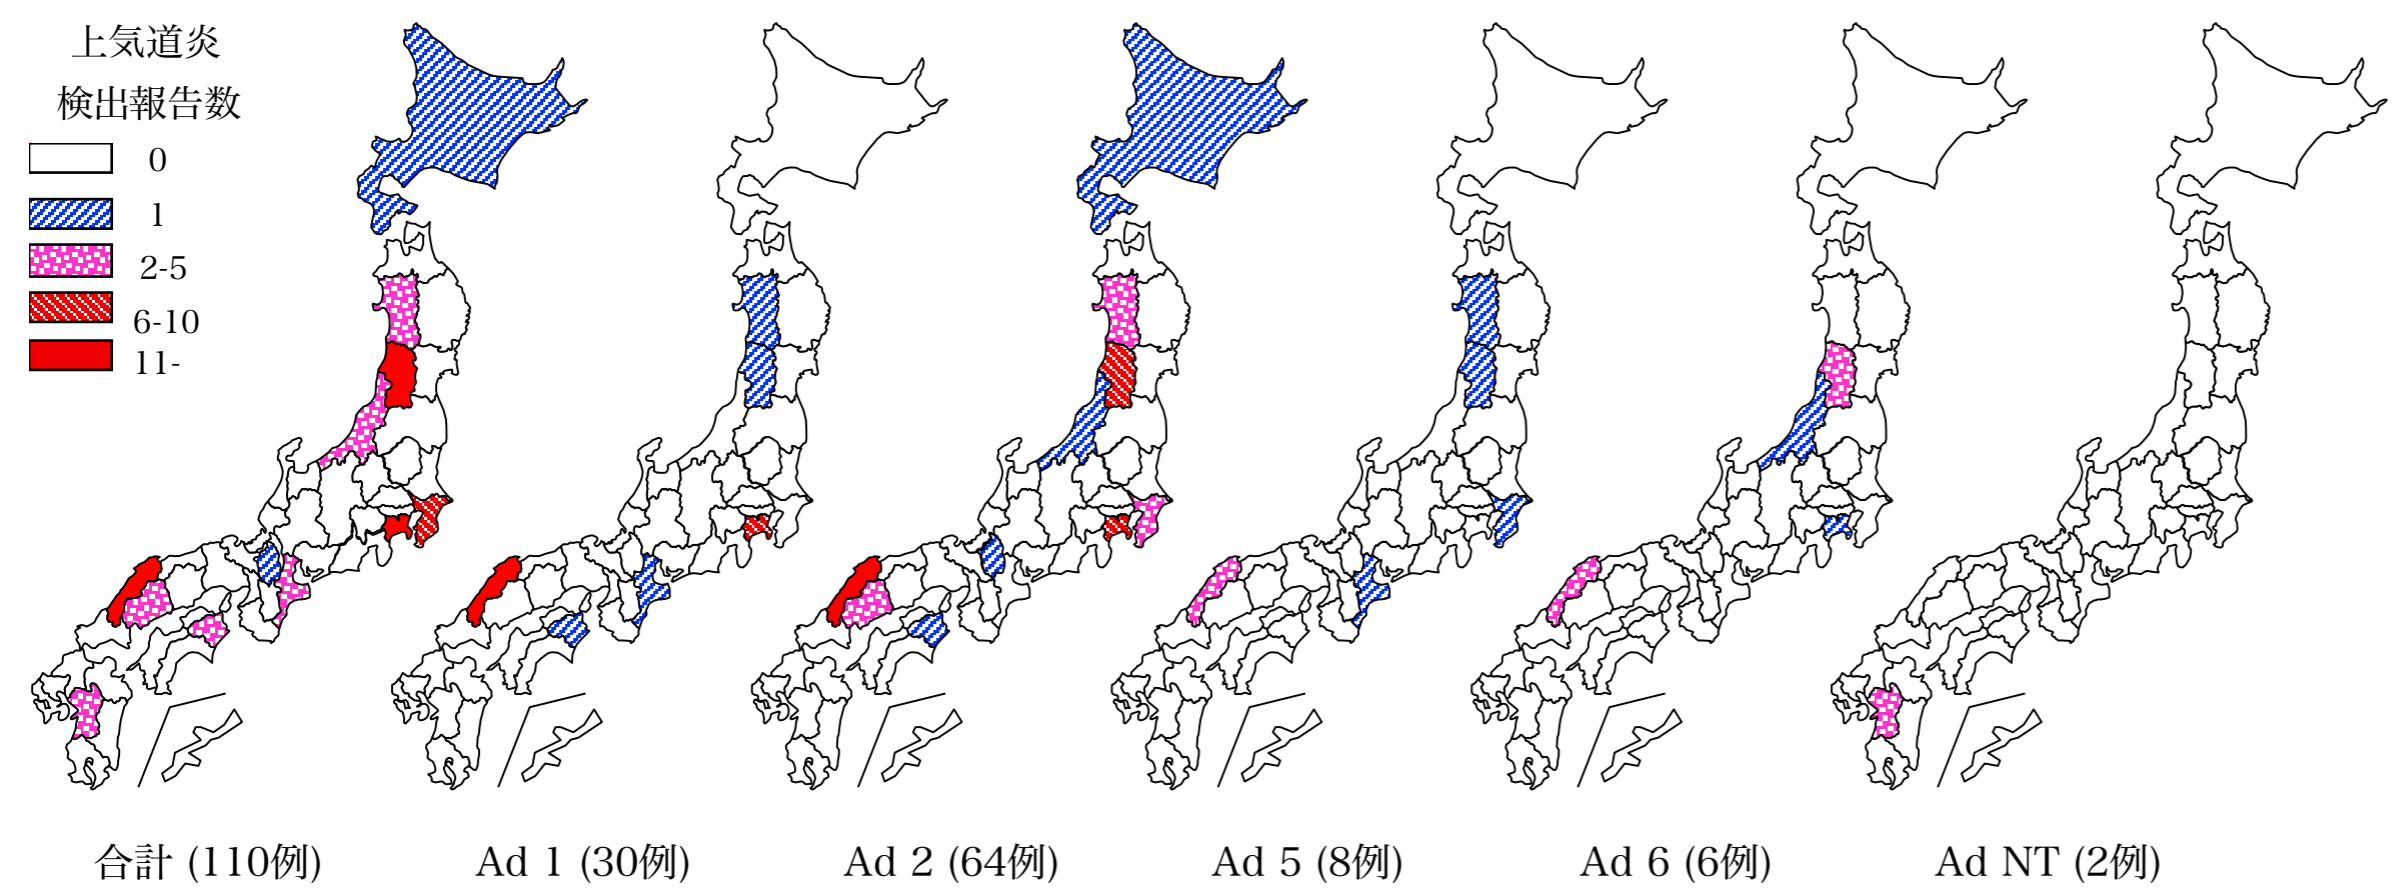 上気道炎
検出報告数
0
1
2-5
6-10
11-
合計 (110例)
Ad 1 (30例)
Ad 2 (64例)
Ad 5 (8例)
Ad 6 (6例)
Ad NT (2例)